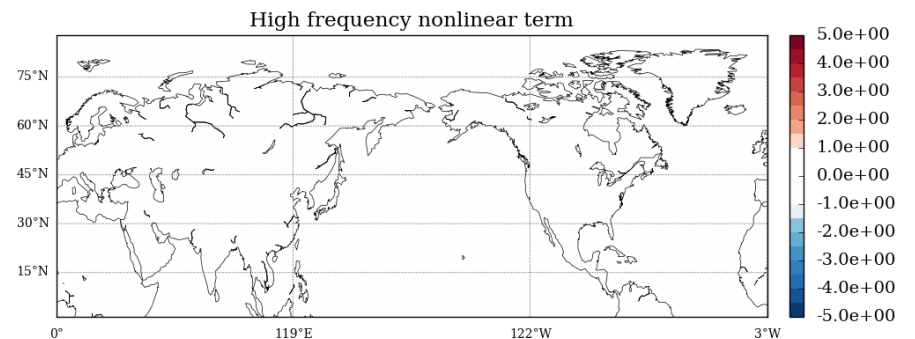 High frequency nonlinear term
75°N
60°N
45°N
30°N
15°N
0°
119°E
122°W
3°W
5.0e+00
4.0e+00
3.0e+00
2.0e+00
1.0e+00
0.0e+00
-1.0e+00
-2.0e+00
-3.0e+00
-4.0e+00
-5.0e+00